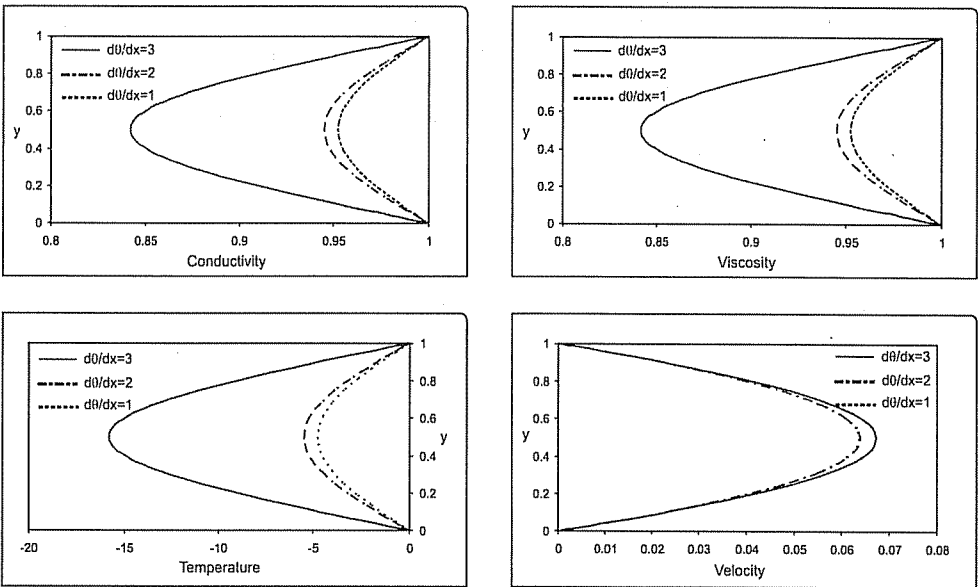 1
0.8
0.6
y
0.4
0.2
0
dθ/dx=3
dθ/dx=2
dθ/dx=1
0.8
0.85
0.9
0.95
1
Conductivity
1
0.8
0.6
y
0.4
0.2
0
dθ/dx=3
dθ/dx=2
dθ/dx=1
0.8
0.85
0.9
0.95
1
Viscosity
dθ/dx=3
dθ/dx=2
dθ/dx=1
1
0.8
0.6
y
0.4
0.2
0
-20
-15
-10
-5
0
Temperature
1
0.8
0.6
y
0.4
0.2
0
dθ/dx=3
dθ/dx=2
dθ/dx=1
0
0.01
0.02
0.03
0.04
0.05
0.06
0.07
0.08
Velocity